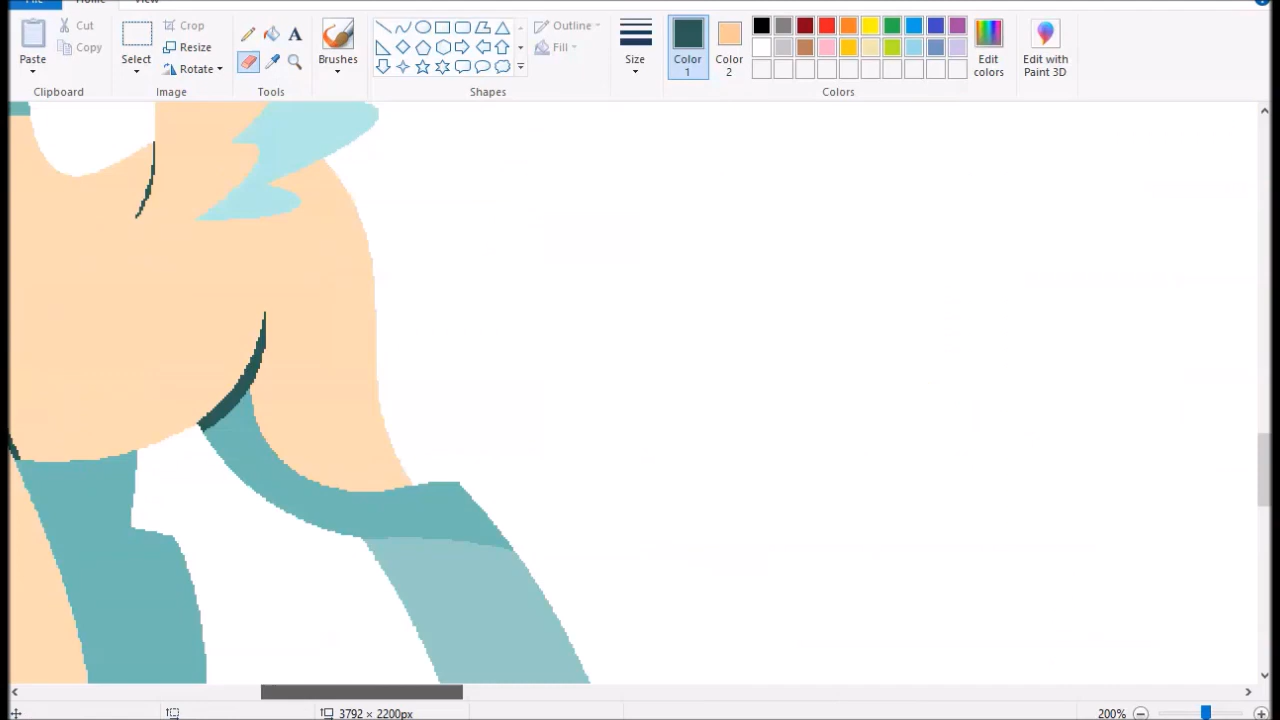 File Home View
Paste
Cut
Copy
Clipboard
Select
Crop
Resize
Rotate
Image
A
Tools
Brushes
Shapes
Outline
Fill
Size
Color
1
Color
2
Colors
Edit
colors
Edit with
Paint 3D
3792 × 2200px
200%